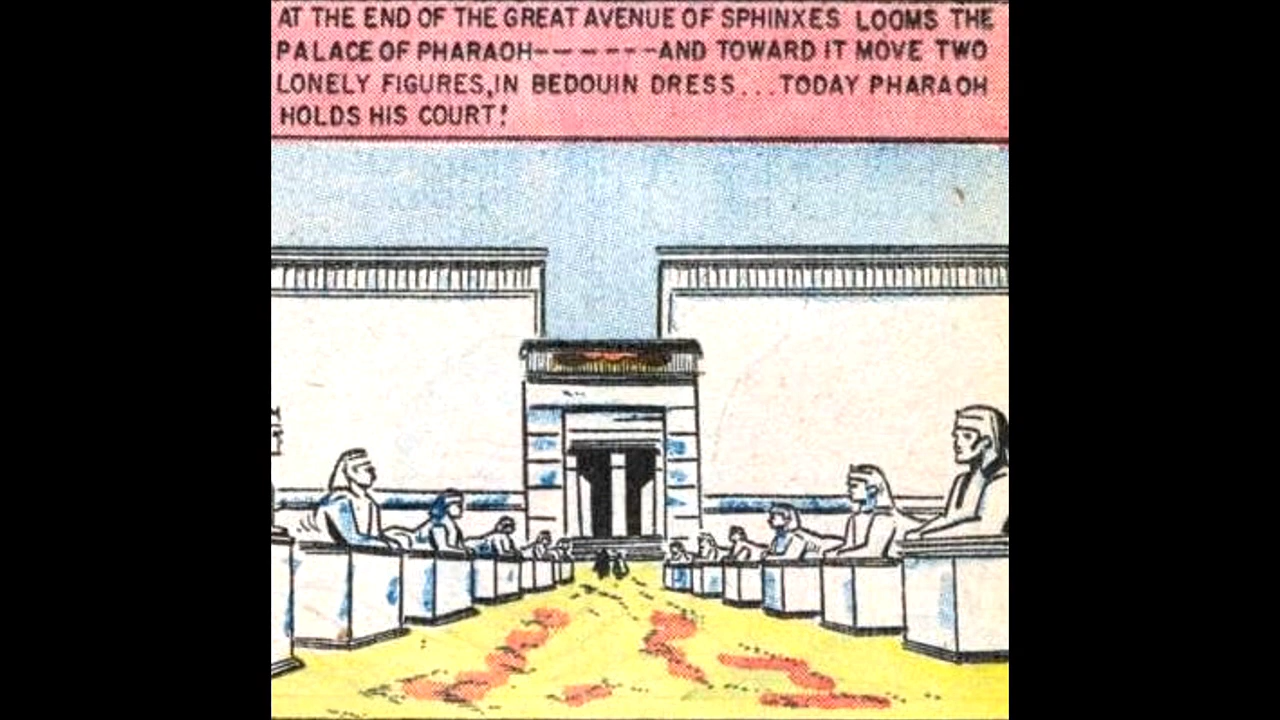 AT THE END OF THE GREAT AVENUE OF SPHINXES LOOMS THE
PALACE OF PHARAOH-------AND TOWARD IT MOVE TWO
LONELY FIGURES, IN BEDOUIN DRESS...TODAY PHARAOH
HOLDS HIS COURT!